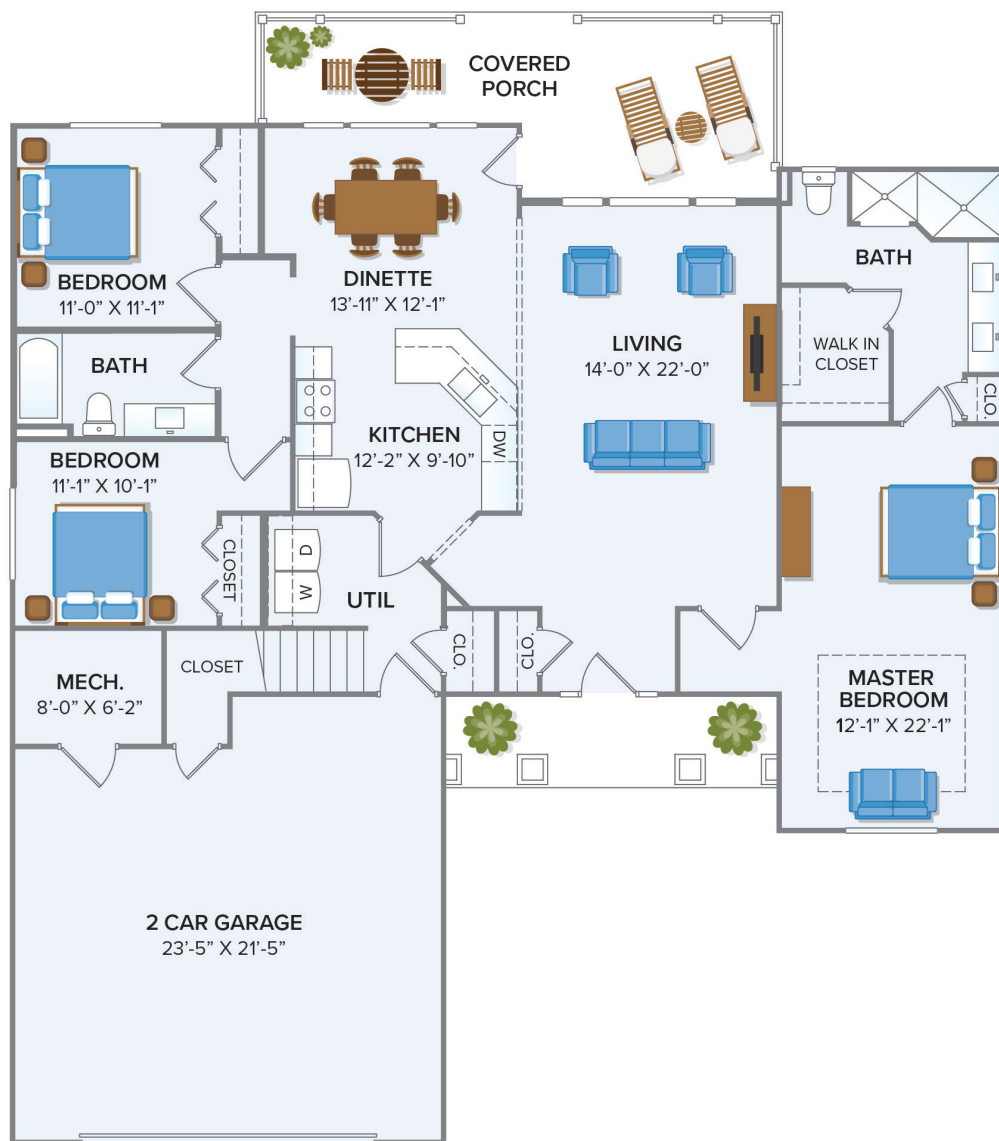 COVERED
PORCH
BEDROOM
11’-0” X 11’-1”
DINETTE
13’-11” X 12’-1”
BATH
LIVING
14’-0” X 22’-0”
WALK IN
CLOSET
CLO.
BATH
KITCHEN
12’-2” X 9’-10”
DW
BEDROOM
11’-1” X 10’-1”
CLOSET
D
W
UTIL
CLO.
CLO.
CLOSET
MECH.
8’-0” X 6’-2”
MASTER
BEDROOM
12’-1” X 22’-1”
2 CAR GARAGE
23’-5” X 21’-5”